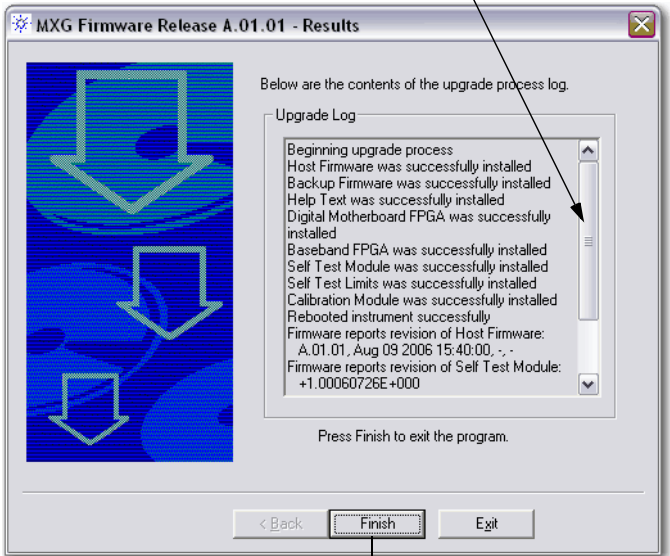 MXG Firmware Release A.01.01 - Results
Below are the contents of the upgrade process log.
Upgrade Log
Beginning upgrade process
Host Firmware was successfully installed
Backup Firmware was successfully installed
Help Text was successfully installed
Digital Motherboard FPGA was successfully
installed
Baseband FPGA was successfully installed
Self Test Module was successfully installed
Self Test Limits was successfully installed
Calibration Module was successfully installed
Rebooted instrument successfully
Firmware reports revision of Host Firmware:
A.01.01, Aug 09 2006 15:40:00, -, -
Firmware reports revision of Self Test Module:
+1.00060726E+000
Press Finish to exit the program.
< Back
Finish
Exit